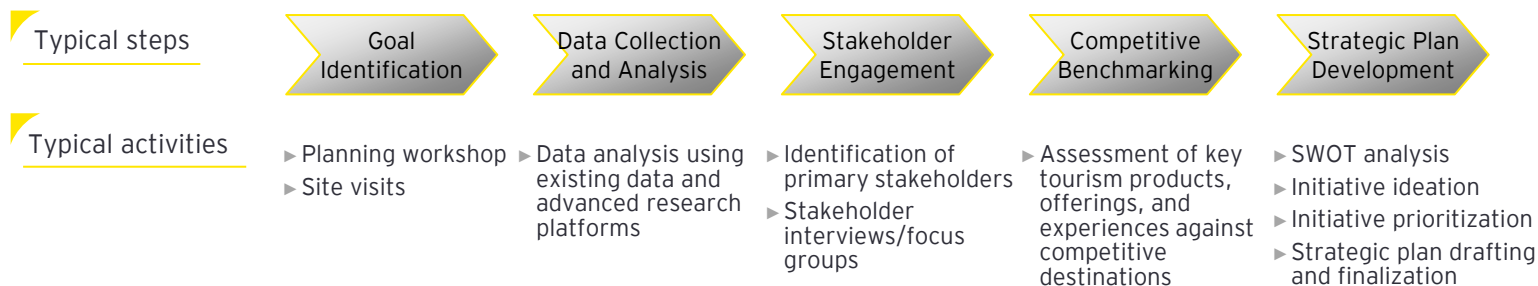 Typical steps
Goal
Identification
Data Collection
and Analysis
Stakeholder
Engagement
Competitive
Benchmarking
Strategic Plan
Development
Typical activities
► Planning workshop
► Site visits
► Data analysis using
existing data and
advanced research
platforms
► Identification of
primary stakeholders
► Stakeholder
interviews/focus
groups
► Assessment of key
tourism products,
offerings, and
experiences against
competitive
destinations
► SWOT analysis
► Initiative ideation
► Initiative prioritization
► Strategic plan drafting
and finalization